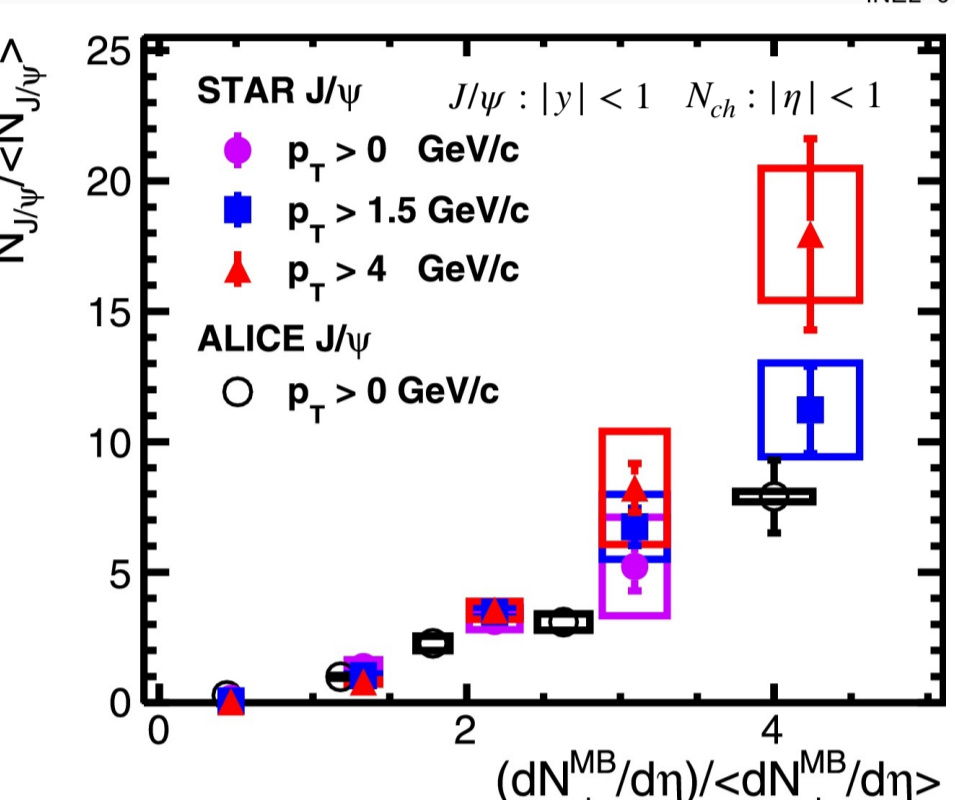 25
N_J/ψ/<N_J/ψ>
STAR J/ψ J/ψ : |y| < 1 N_ch : |η| < 1
p_T > 0 GeV/c
20
p_T > 1.5 GeV/c
p_T > 4 GeV/c
15
ALICE J/ψ
p_T > 0 GeV/c
10
5
0
0 2 4
(dN^MB/dη)/<dN^MB/dη>